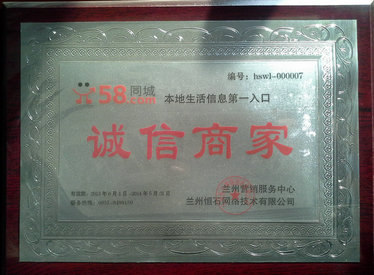 编号：hswl-000007
58同城
.com
本地生活信息第一入口
诚信商家
兰州营销服务中心
兰州恒石网络技术有限公司